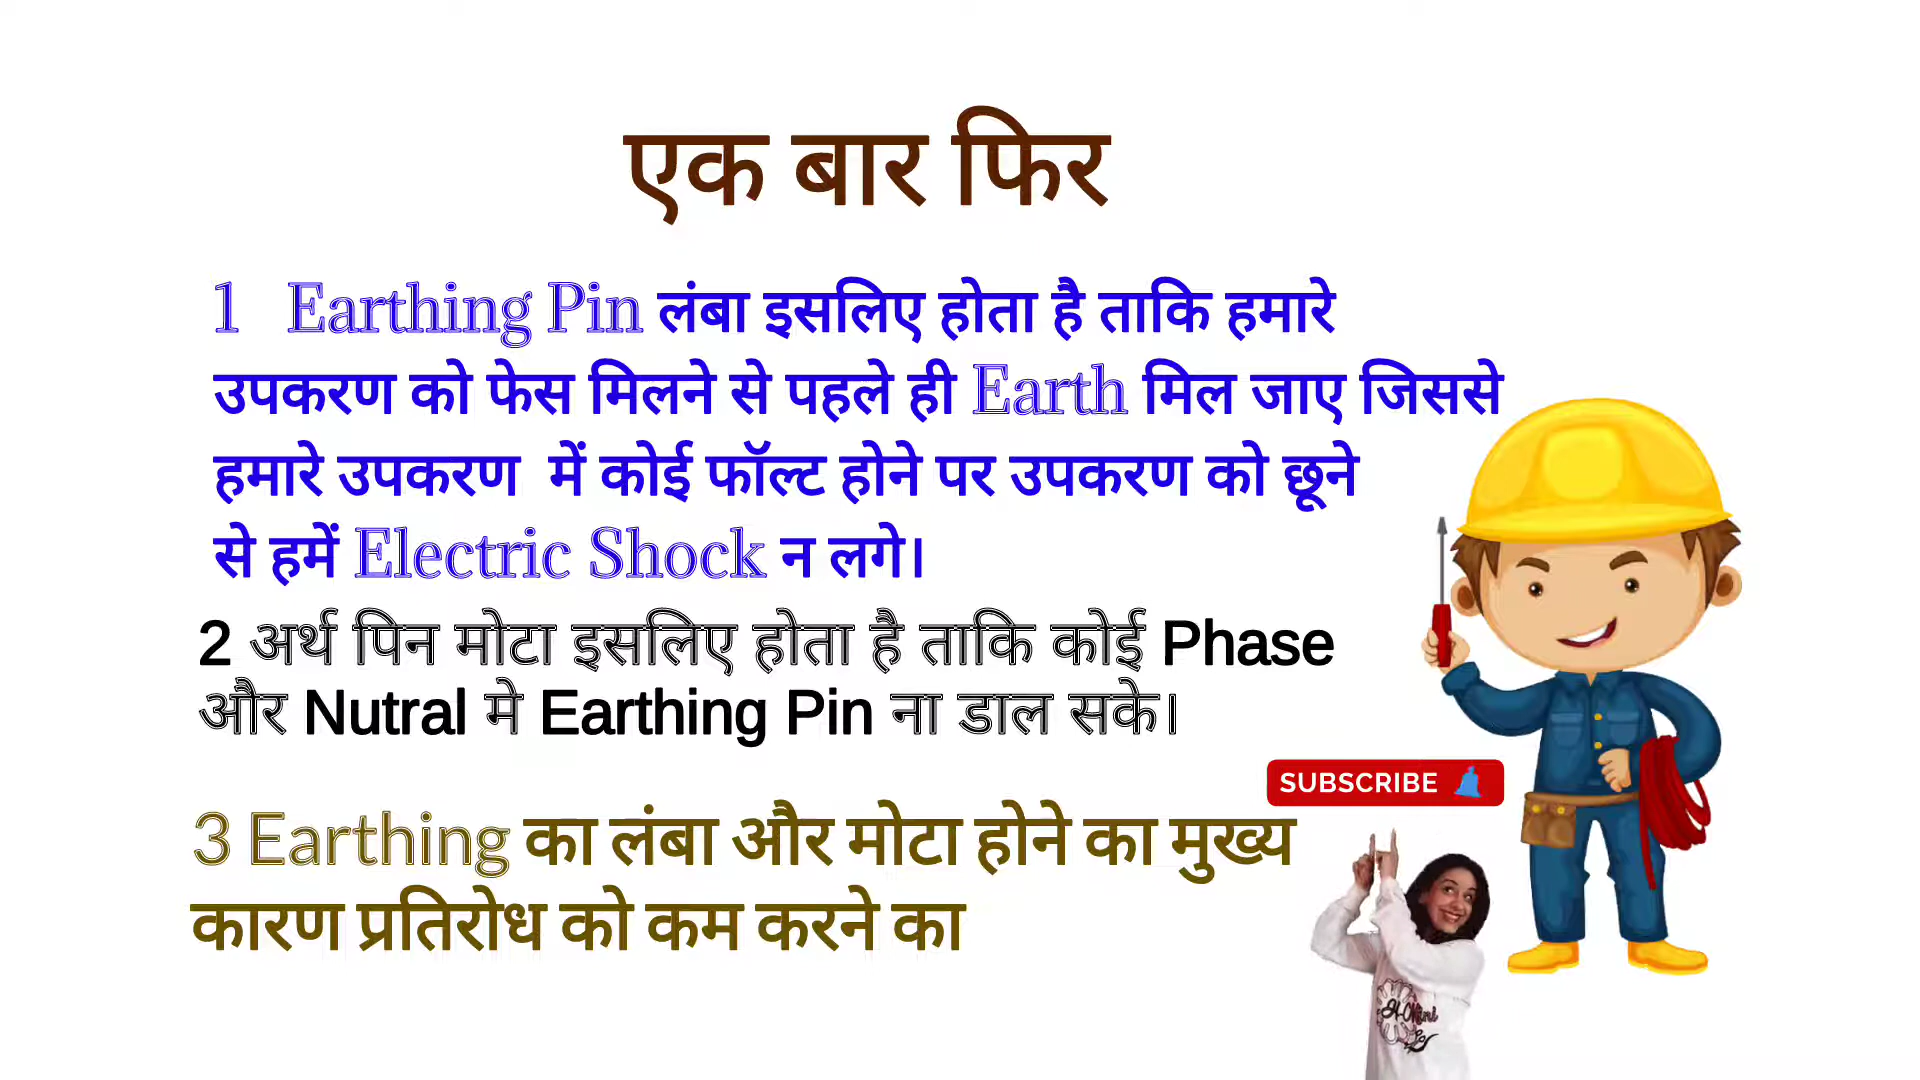 एक बार फिर
1 Earthing Pin लंबा इसलिए होता है ताकि हमारे
उपकरण को फेस मिलने से पहले ही Earth मिल जाए जिससे
हमारे उपकरण में कोई फॉल्ट होने पर उपकरण को छूने
से हमें Electric Shock न लगे।
2 अर्थ पिन मोटा इसलिए होता है ताकि कोई Phase
और Nutral मे Earthing Pin ना डाल सके।
SUBSCRIBE
3 Earthing का लंबा और मोटा होने का मुख्य
कारण प्रतिरोध को कम करने का